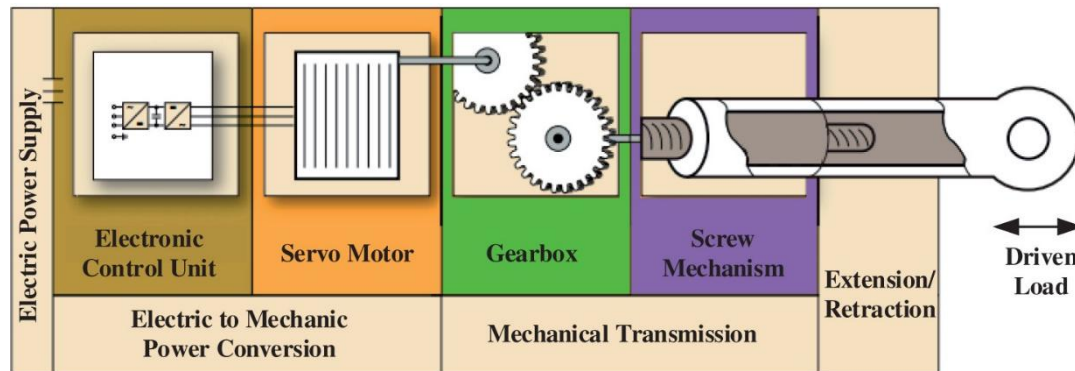 Electric Power Supply
Electronic
Control Unit
Servo Motor
Gearbox
Screw
Mechanism
Extension/
Retraction
Driven
Load
Electric to Mechanic
Power Conversion
Mechanical Transmission